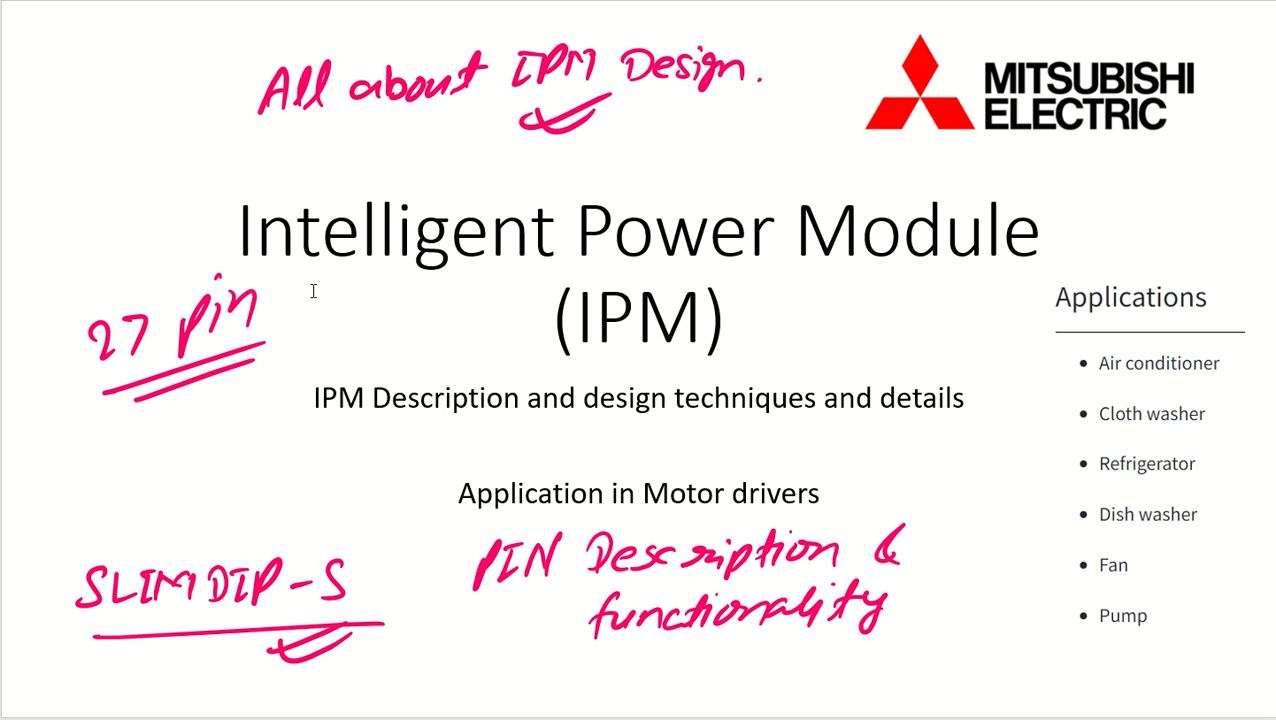 All about IPM Design.
MITSUBISHI
ELECTRIC
Intelligent Power Module
(IPM)
27 pin
IPM Description and design techniques and details
Application in Motor drivers
SLIMDIP-S
PIN Description &
functionality
Applications
• Air conditioner
• Cloth washer
• Refrigerator
• Dish washer
• Fan
• Pump